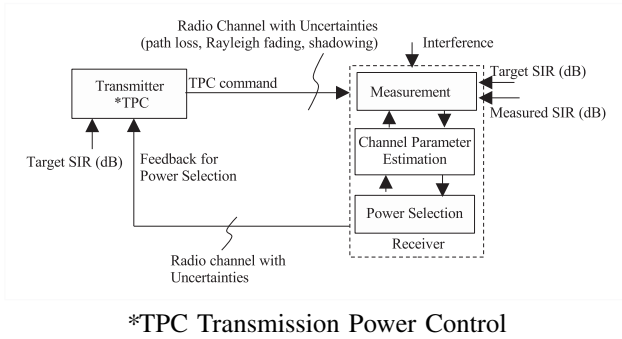 Radio Channel with Uncertainties
(path loss, Rayleigh fading, shadowing)
Interference
Transmitter
*TPC
TPC command
Measurement
Target SIR (dB)
Measured SIR (dB)
Channel Parameter
Estimation
Target SIR (dB)
Feedback for
Power Selection
Power Selection
Receiver
Radio channel with
Uncertainties
*TPC Transmission Power Control